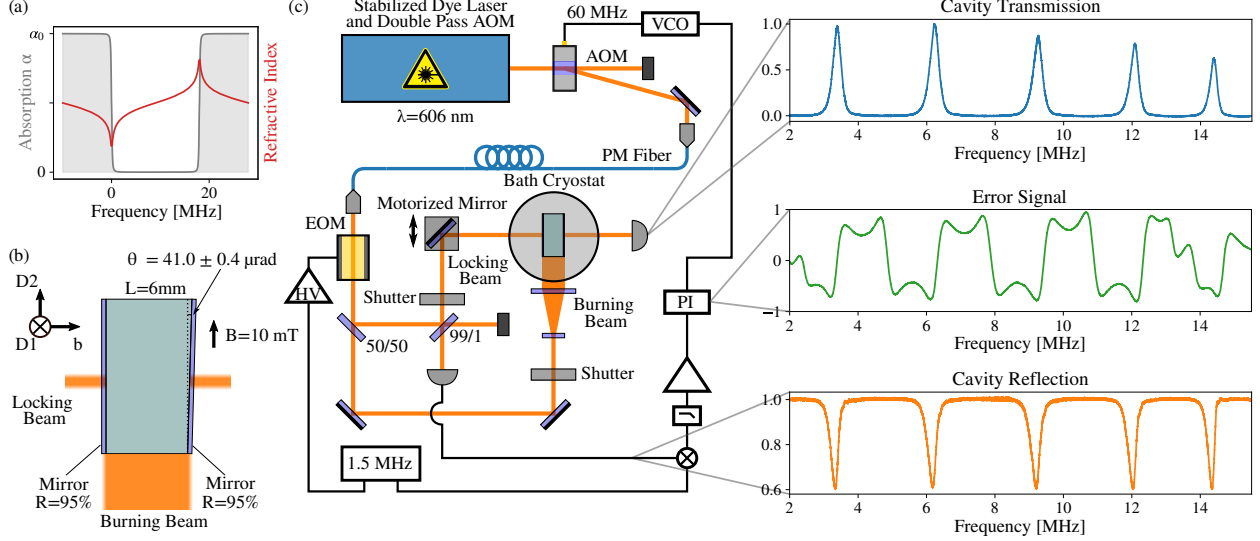 (a)
α₀
Absorption α
0
Refractive Index
0
20
Frequency [MHz]
(b)
θ = 41.0 ± 0.4 μrad
D2
L=6mm
D1
b
B=10 mT
Locking
Beam
Mirror
R=95%
Mirror
R=95%
Burning Beam
(c)
Stabilized Dye Laser
and Double Pass AOM
λ=606 nm
60 MHz
VCO
AOM
PM Fiber
Bath Cryostat
Motorized Mirror
EOM
Locking
Beam
HV
Shutter
Burning
Beam
PI
50/50
99/1
Shutter
1.5 MHz
Cavity Transmission
1.0
0.5
0.0
2 4 6 8 10 12 14
Frequency [MHz]
Error Signal
1
0
−1
2 4 6 8 10 12 14
Frequency [MHz]
Cavity Reflection
1.0
0.8
0.6
2 4 6 8 10 12 14
Frequency [MHz]